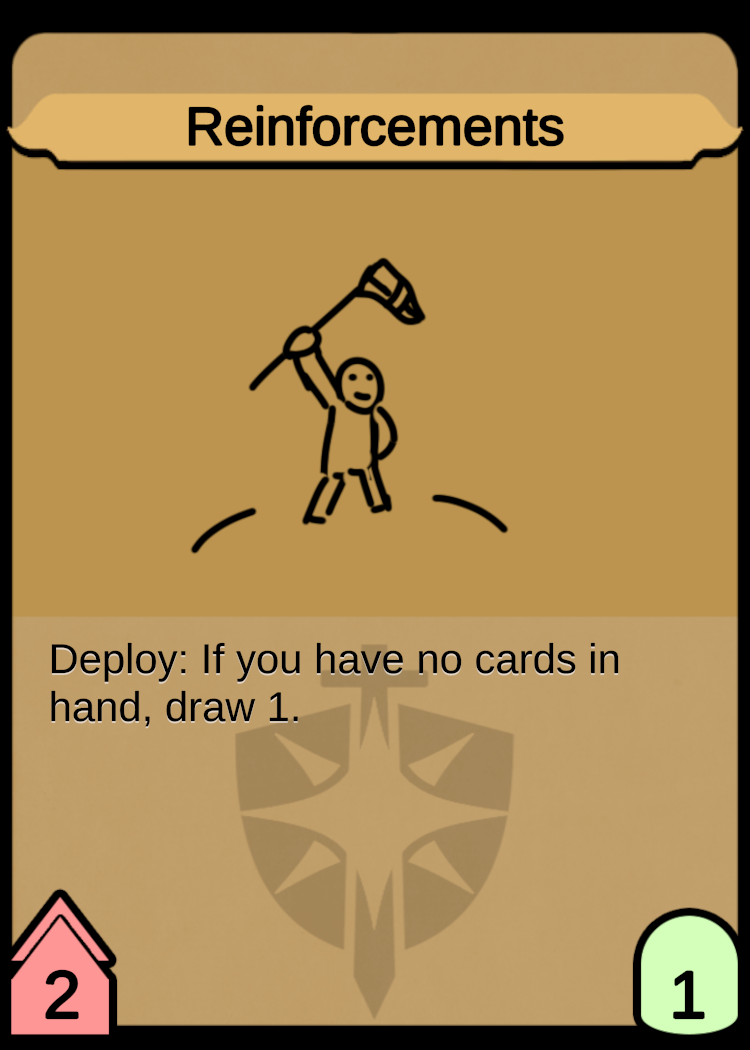 Reinforcements
Deploy: If you have no cards in
hand, draw 1.
2
1